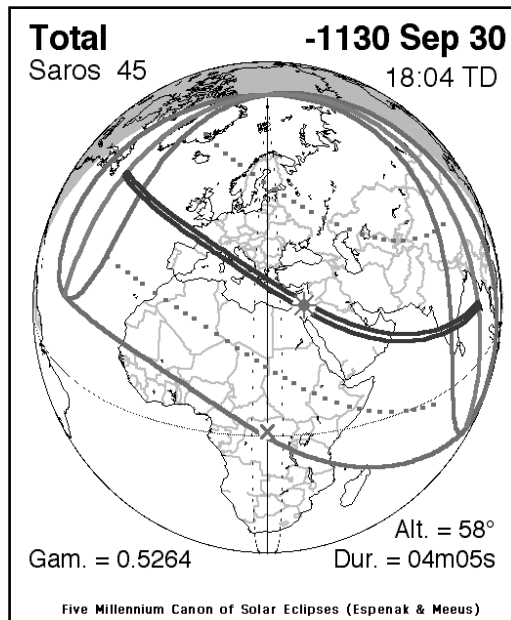 Total -1130 Sep 30
Saros 45 18:04 TD
Alt. = 58°
Gam. = 0.5264 Dur. = 04m05s
Five Millennium Canon of Solar Eclipses (Espenak & Meeus)